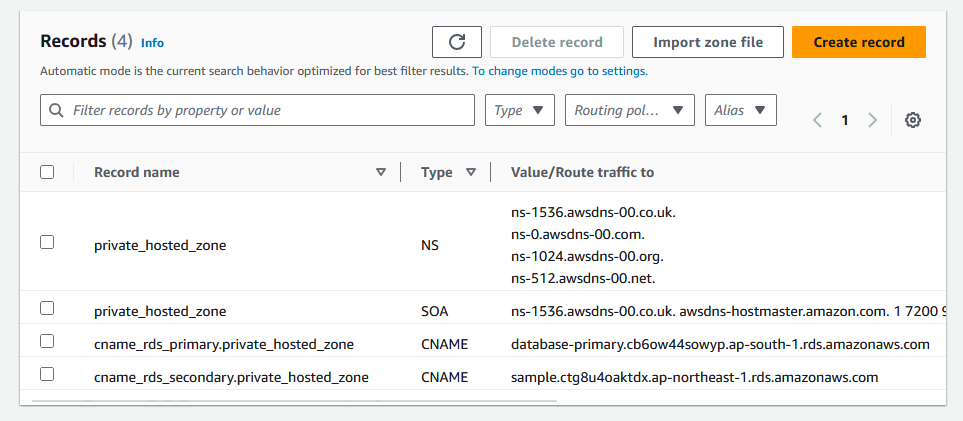 Records (4) Info
Delete record
Import zone file
Create record
Automatic mode is the current search behavior optimized for best filter results. To change modes go to settings.
Filter records by property or value
Type
Routing pol...
Alias
1
Record name Type Value/Route traffic to
private_hosted_zone NS
ns-1536.awsdns-00.co.uk.
ns-0.awsdns-00.com.
ns-1024.awsdns-00.org.
ns-512.awsdns-00.net.
private_hosted_zone SOA ns-1536.awsdns-00.co.uk. awsdns-hostmaster.amazon.com. 1 7200 9
cname_rds_primary.private_hosted_zone CNAME database-primary.cb6ow44sowyp.ap-south-1.rds.amazonaws.com
cname_rds_secondary.private_hosted_zone CNAME sample.ctg8u4oaktdx.ap-northeast-1.rds.amazonaws.com